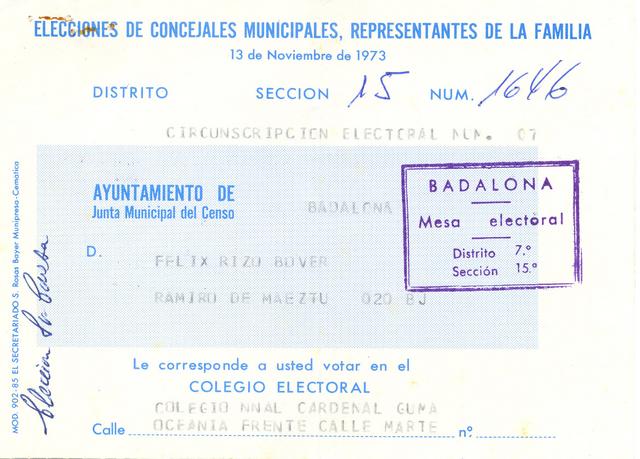 ELECCIONES DE CONCEJALES MUNICIPALES, REPRESENTANTES DE LA FAMILIA
13 de Noviembre de 1973
DISTRITO SECCION 15 NUM. 1646
CIRCUNSCRIPCION ELECTORAL NUM. 07
AYUNTAMIENTO DE
Junta Municipal del Censo
BADALONA
BADALONA
Mesa electoral
Distrito 7.º
Sección 15.º
D.
FELIX RIZO BOVER
RAMIRO DE MAEZTU 020 BJ
Le corresponde a usted votar en el
COLEGIO ELECTORAL
COLEGIO NNAL CARDENAL GUMA
Calle OCEANIA FRENTE CALLE MARTE nº
MOD. 902-85 EL SECRETARIADO S. Rosas Bayer Munipresa-Cematica